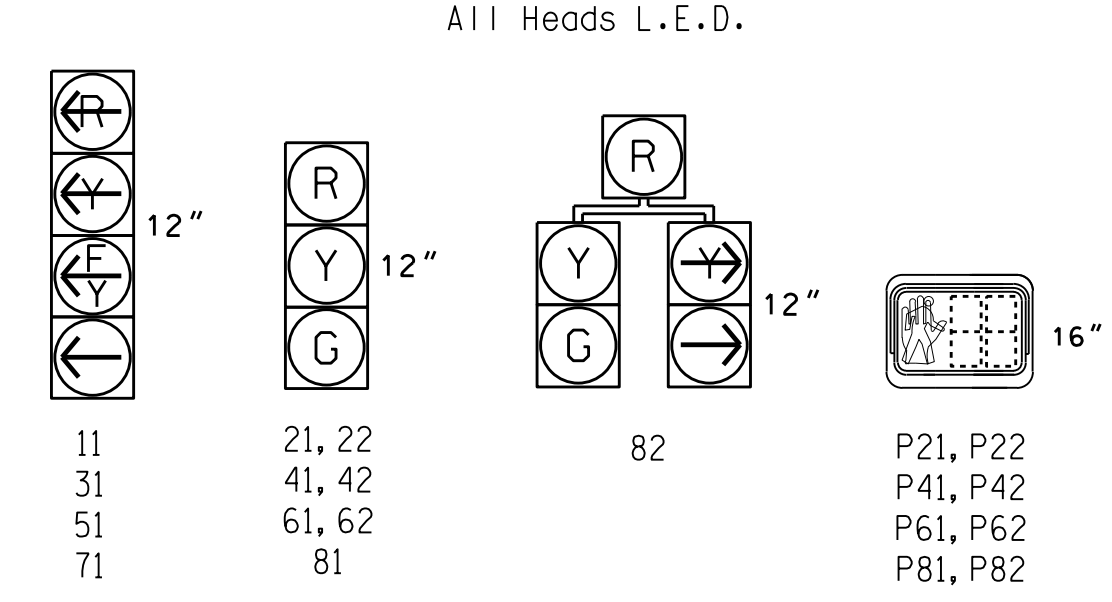 All Heads L.E.D.
R
Y
F
Y
12"
11
31
51
71
R
Y
G
12"
21, 22
41, 42
61, 62
81
R
Y
Y
G
12"
82
16"
P21, P22
P41, P42
P61, P62
P81, P82